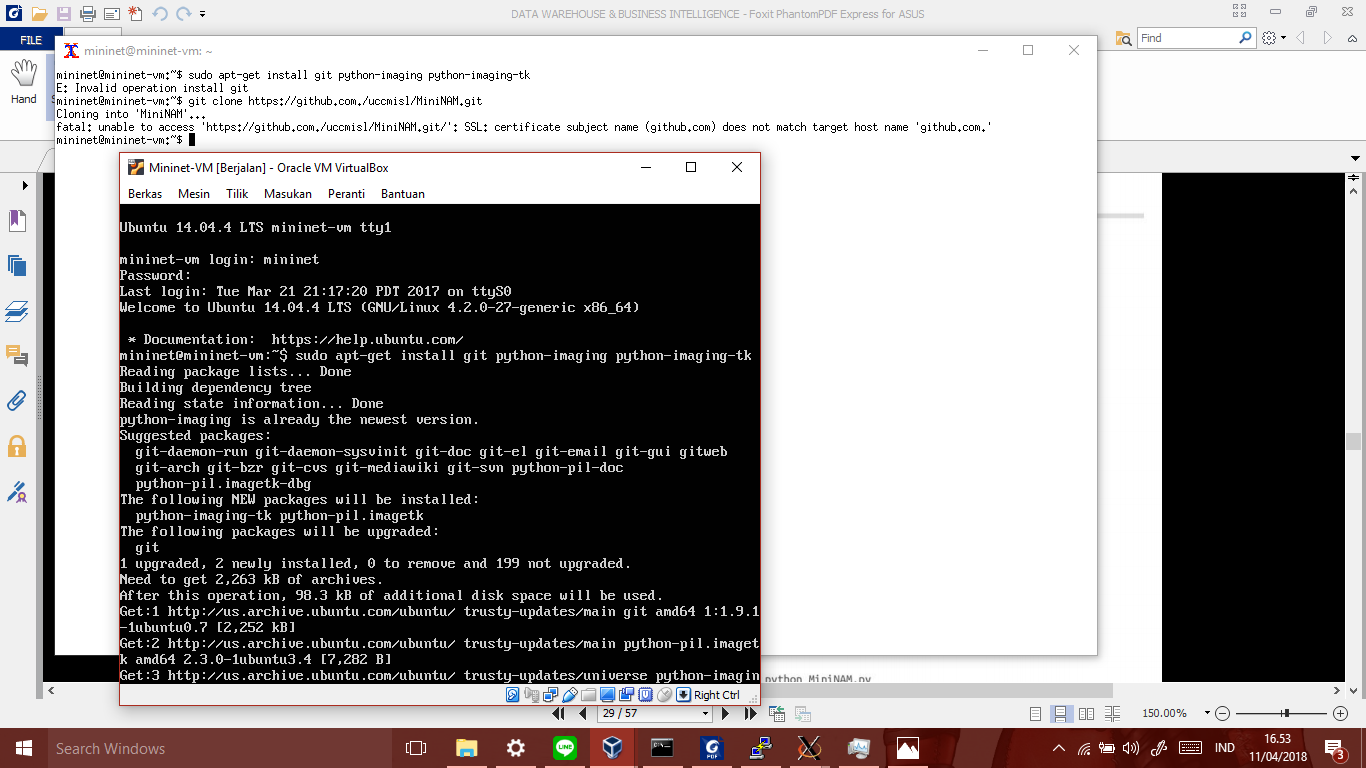 DATA WAREHOUSE & BUSINESS INTELLIGENCE - Foxit PhantomPDF Express for ASUS
FILE
Find
Hand
mininet@mininet-vm: ~
mininet@mininet-vm:~$ sudo apt-get install git python-imaging python-imaging-tk
E: Invalid operation install git
mininet@mininet-vm:~$ git clone https://github.com./uccmisl/MiniNAM.git
Cloning into 'MiniNAM'...
fatal: unable to access 'https://github.com./uccmisl/MiniNAM.git/': SSL: certificate subject name (github.com) does not match target host name 'github.com.'
mininet@mininet-vm:~$
Mininet-VM [Berjalan] - Oracle VM VirtualBox
Berkas Mesin Tilik Masukan Peranti Bantuan
Ubuntu 14.04.4 LTS mininet-vm tty1
mininet-vm login: mininet
Password:
Last login: Tue Mar 21 21:17:20 PDT 2017 on ttyS0
Welcome to Ubuntu 14.04.4 LTS (GNU/Linux 4.2.0-27-generic x86_64)
* Documentation:  https://help.ubuntu.com/
mininet@mininet-vm:~$ sudo apt-get install git python-imaging python-imaging-tk
Reading package lists... Done
Building dependency tree
Reading state information... Done
python-imaging is already the newest version.
Suggested packages:
git-daemon-run git-daemon-sysvinit git-doc git-el git-email git-gui gitweb
git-arch git-bzr git-cvs git-mediawiki git-svn python-pil-doc
python-pil.imagetk-dbg
The following NEW packages will be installed:
python-imaging-tk python-pil.imagetk
The following packages will be upgraded:
git
1 upgraded, 2 newly installed, 0 to remove and 199 not upgraded.
Need to get 2,263 kB of archives.
After this operation, 98.3 kB of additional disk space will be used.
Get:1 http://us.archive.ubuntu.com/ubuntu/ trusty-updates/main git amd64 1:1.9.1
-1ubuntu0.7 [2,252 kB]
Get:2 http://us.archive.ubuntu.com/ubuntu/ trusty-updates/main python-pil.imaget
k amd64 2.3.0-1ubuntu3.4 [7,282 B]
Get:3 http://us.archive.ubuntu.com/ubuntu/ trusty-updates/universe python-imagin
python MiniNAM.py
Right Ctrl
29 / 57
150.00%
Search Windows
IND
16.53
11/04/2018
3